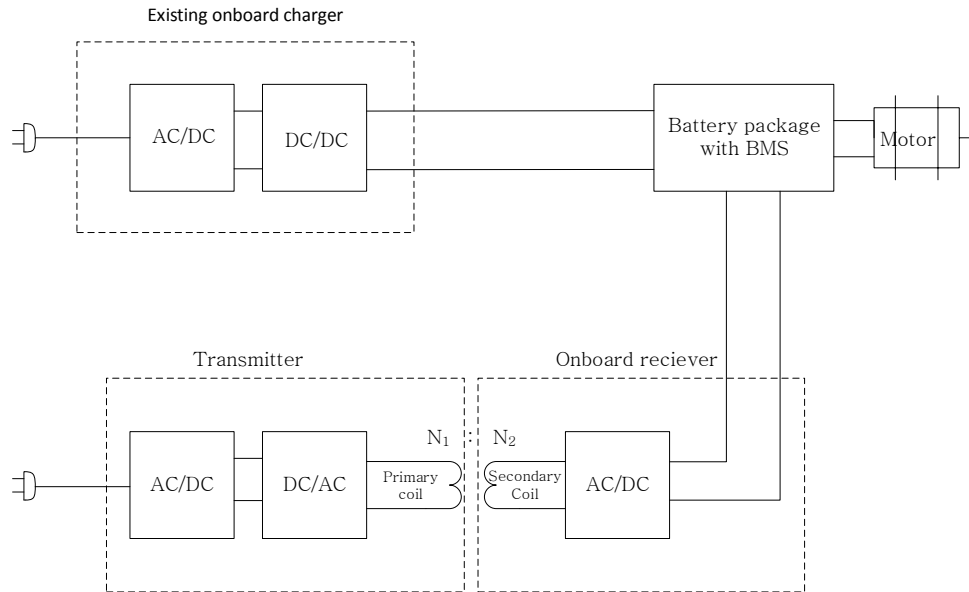 Existing onboard charger
AC/DC
DC/DC
Battery package
with BMS
Motor
Transmitter
Onboard reciever
N₁ : N₂
AC/DC
DC/AC
Primary
coil
Secondary
Coil
AC/DC